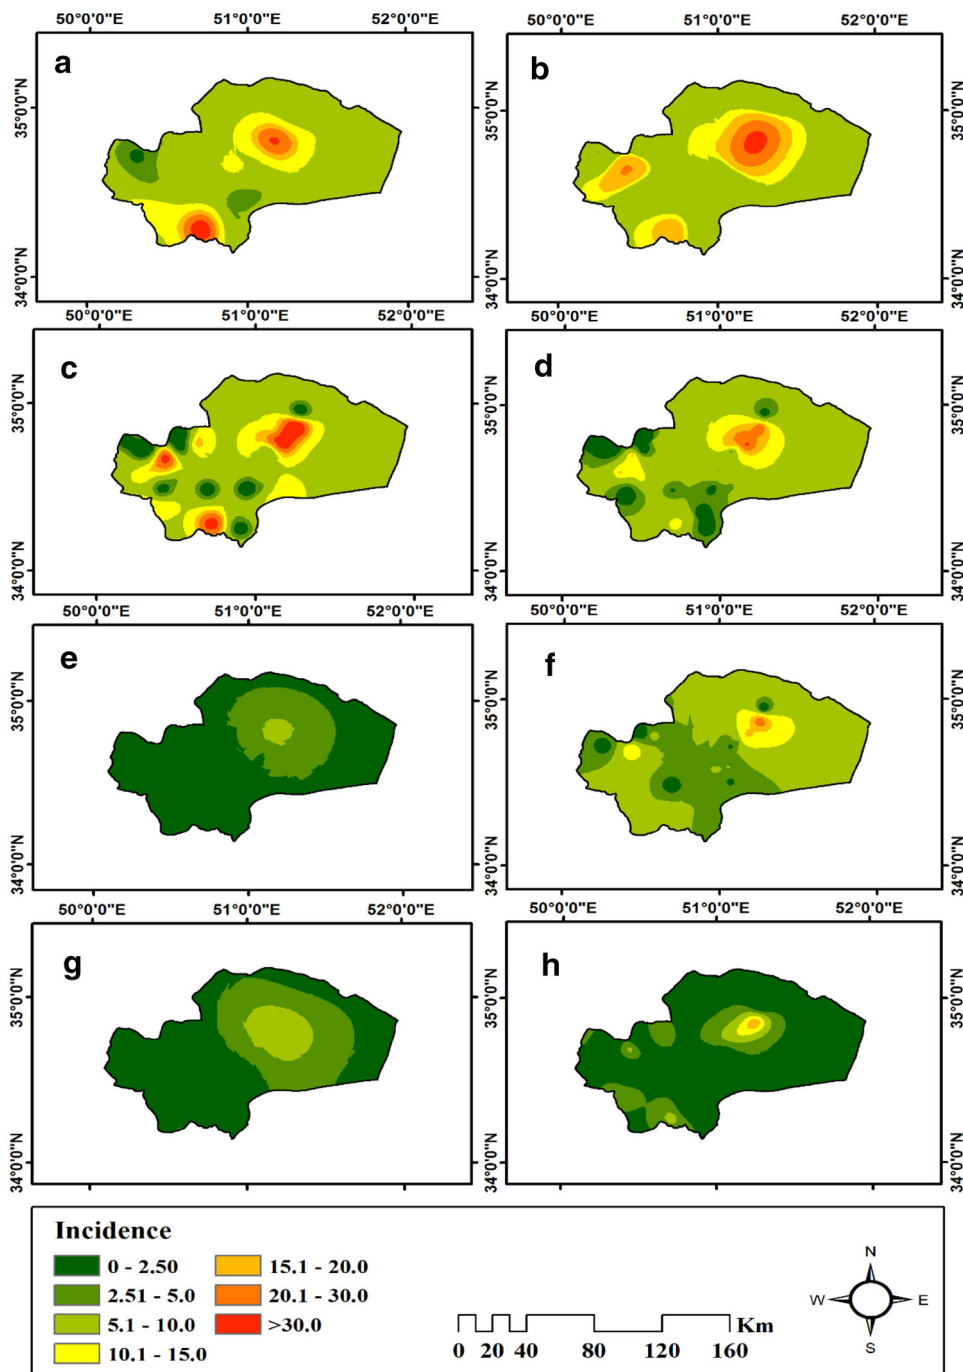 50°0'0"E 51°0'0"E 52°0'0"E 50°0'0"E 51°0'0"E 52°0'0"E
a b
35°0'0"N 35°0'0"N 35°0'0"N
34°0'0"N 34°0'0"N 34°0'0"N
50°0'0"E 51°0'0"E 52°0'0"E 50°0'0"E 51°0'0"E 52°0'0"E
c d
35°0'0"N 35°0'0"N 35°0'0"N
34°0'0"N 34°0'0"N 34°0'0"N
50°0'0"E 51°0'0"E 52°0'0"E 50°0'0"E 51°0'0"E 52°0'0"E
e f
35°0'0"N 35°0'0"N 35°0'0"N
34°0'0"N 34°0'0"N 34°0'0"N
50°0'0"E 51°0'0"E 52°0'0"E 50°0'0"E 51°0'0"E 52°0'0"E
g h
35°0'0"N 35°0'0"N 35°0'0"N
34°0'0"N 34°0'0"N 34°0'0"N
Incidence
0 - 2.50 15.1 - 20.0
2.51 - 5.0 20.1 - 30.0
5.1 - 10.0 >30.0
10.1 - 15.0
Km
0 20 40 80 120 160
N
W E
S